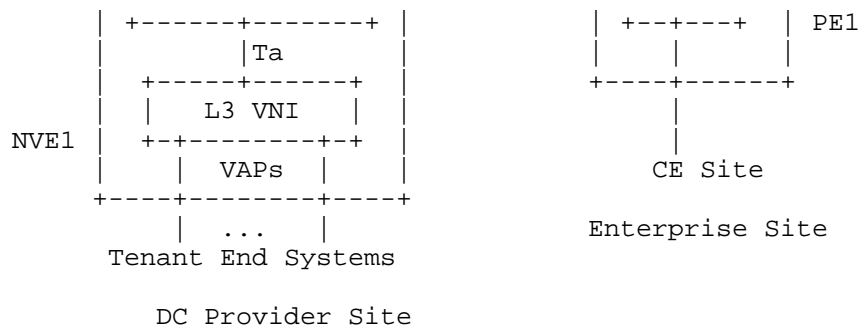 PE1
Ta
L3 VNI
NVE1
VAPs
CE Site
...
Enterprise Site
Tenant End Systems
DC Provider Site